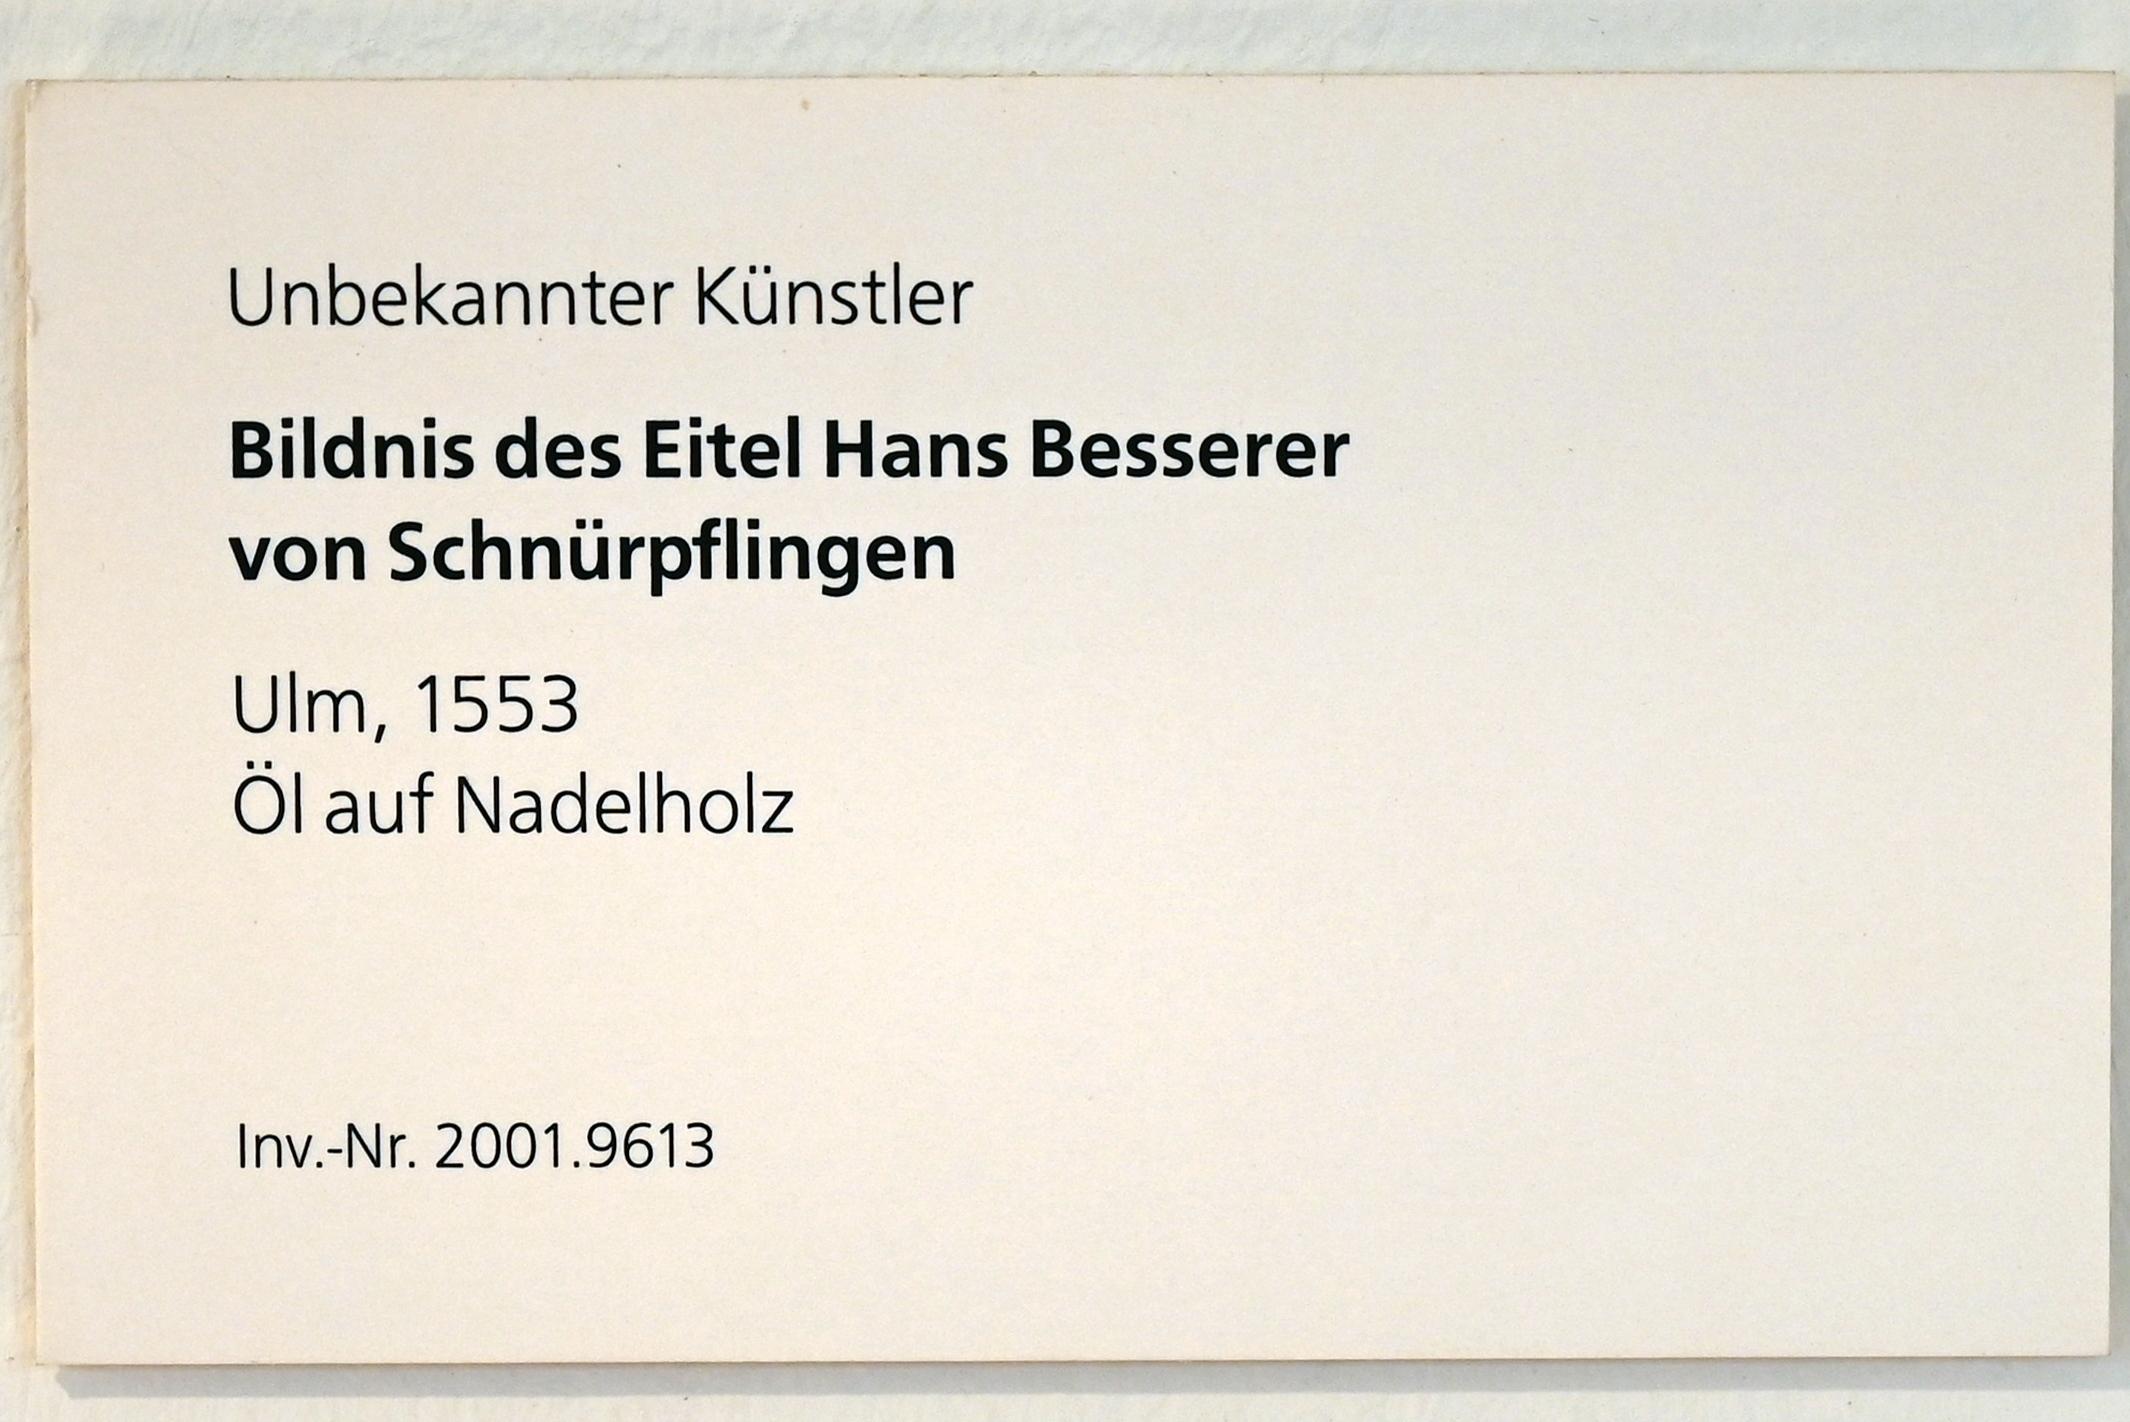 Unbekannter Künstler
Bildnis des Eitel Hans Besserer
von Schnürpflingen
Ulm, 1553
Öl auf Nadelholz
Inv.-Nr. 2001.9613